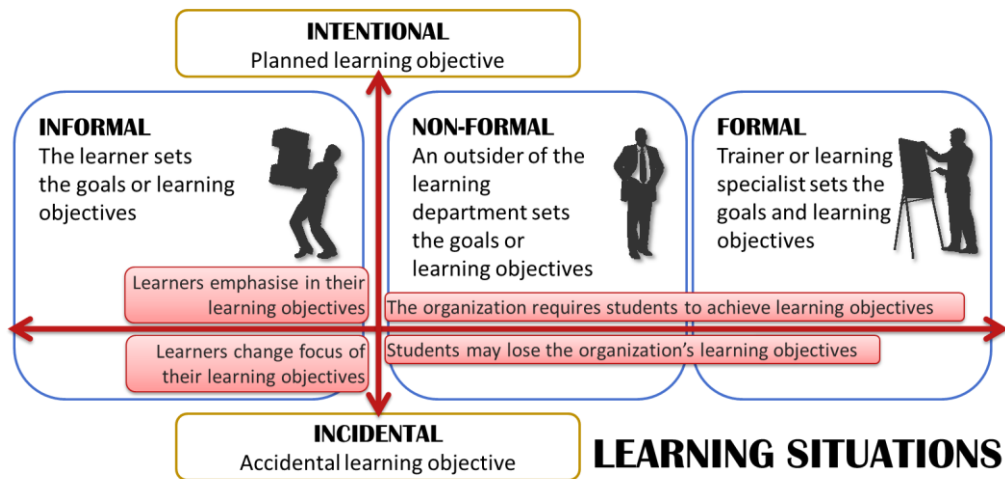 INTENTIONAL
Planned learning objective
INFORMAL
The learner sets
the goals or learning
objectives
NON-FORMAL
An outsider of the
learning
department sets
the goals or
learning objectives
FORMAL
Trainer or learning
specialist sets the
goals and learning
objectives
Learners emphasise in their
learning objectives
The organization requires students to achieve learning objectives
Learners change focus of
their learning objectives
Students may lose the organization’s learning objectives
INCIDENTAL
Accidental learning objective
LEARNING SITUATIONS